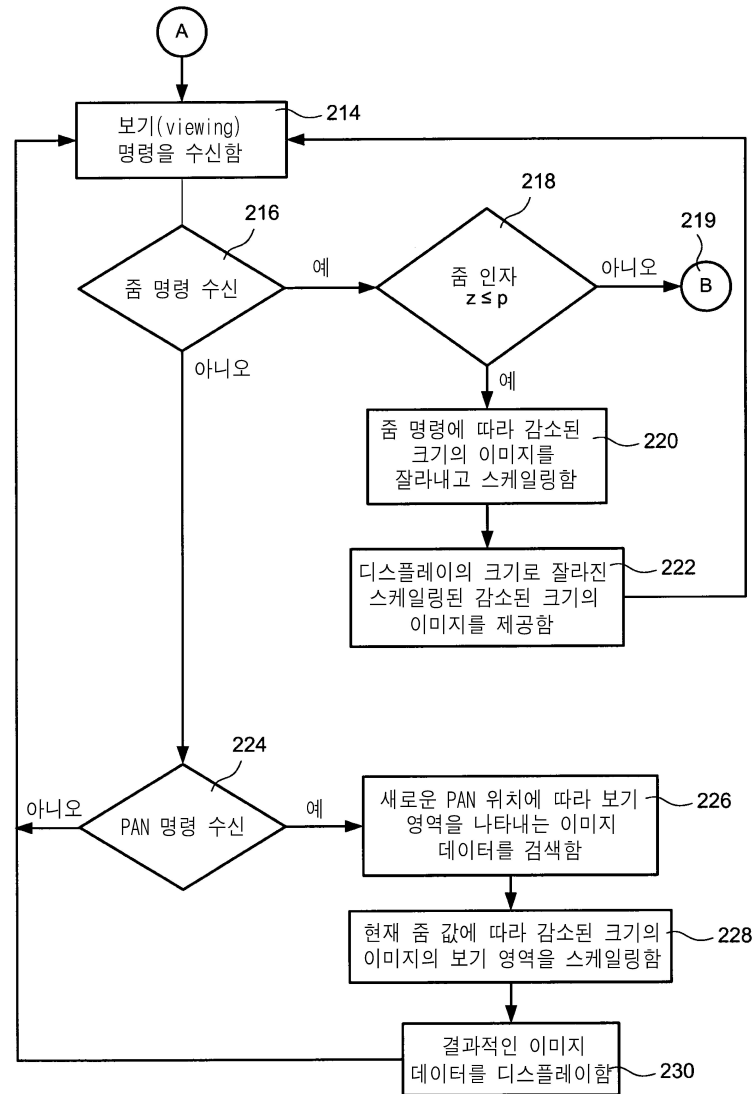 A
보기(viewing)
명령을 수신함
214
216
줌 명령 수신
예
아니오
218
줌 인자
z ≤ p
아니오
219
B
예
줌 명령에 따라 감소된
크기의 이미지를
잘라내고 스케일링함
220
디스플레이의 크기로 잘라진
스케일링된 감소된 크기의
이미지를 제공함
222
224
아니오
PAN 명령 수신
예
새로운 PAN 위치에 따라 보기
영역을 나타내는 이미지
데이터를 검색함
226
현재 줌 값에 따라 감소된 크기의
이미지의 보기 영역을 스케일링함
228
결과적인 이미지
데이터를 디스플레이함
230